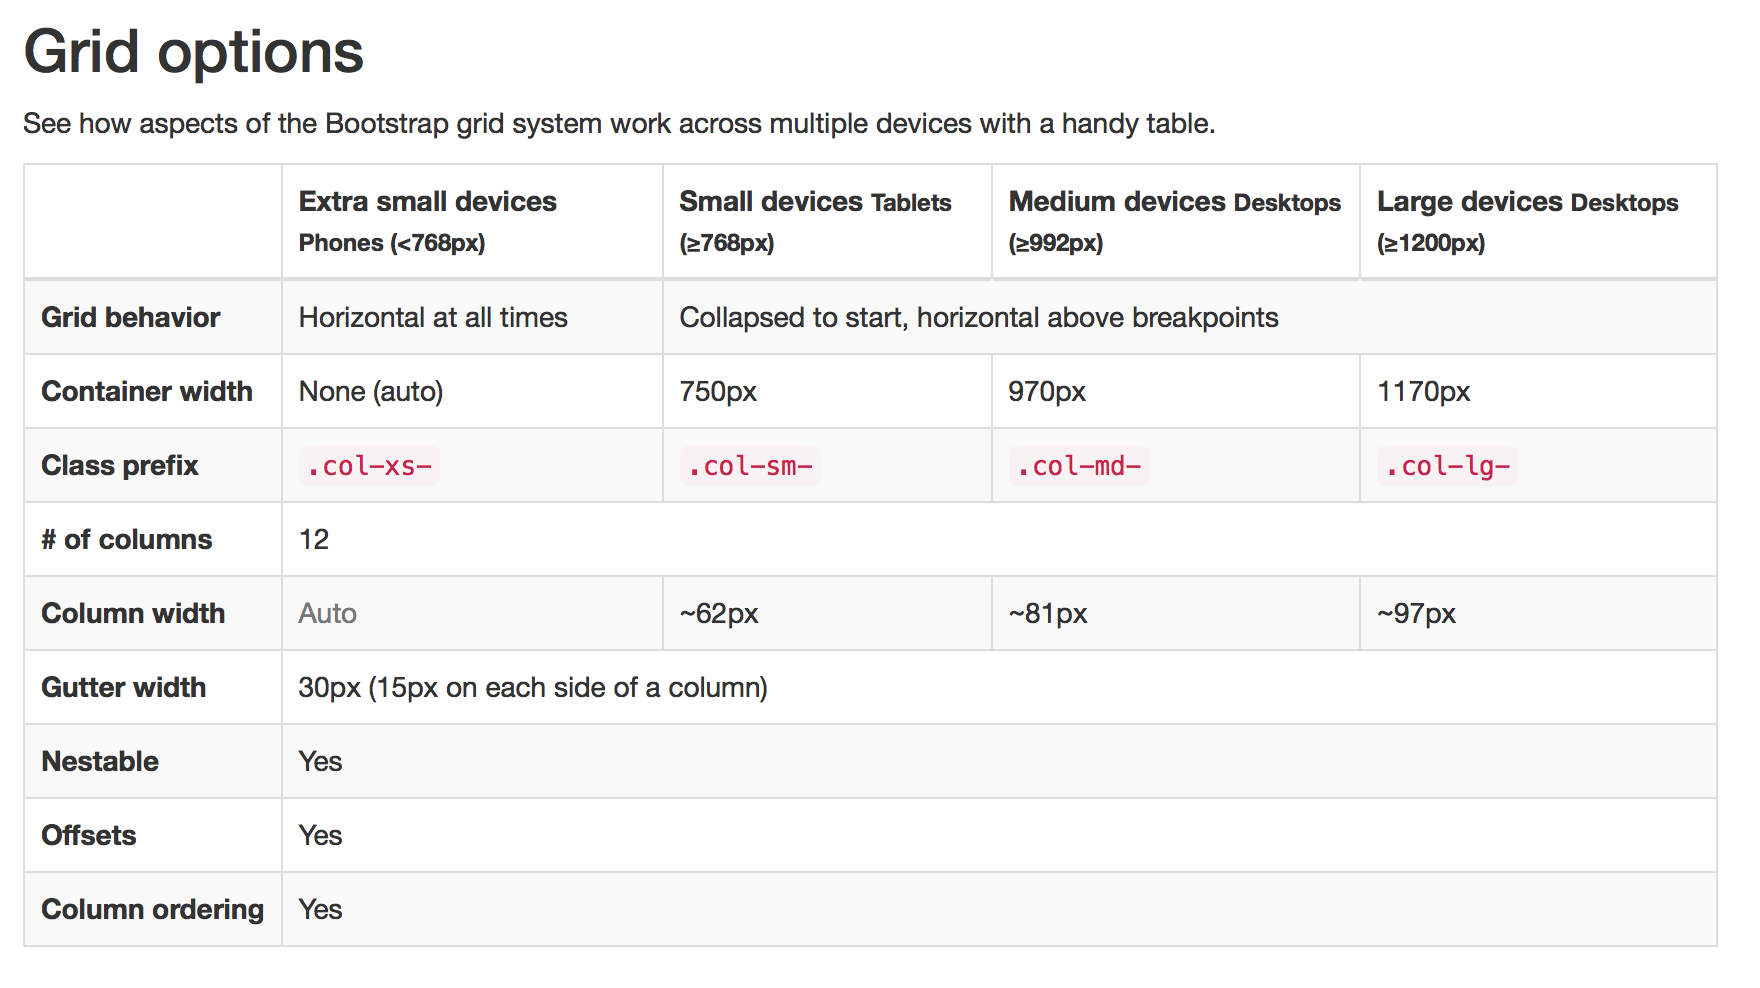 Grid options
See how aspects of the Bootstrap grid system work across multiple devices with a handy table.
Extra small devices
Phones (<768px)
Small devices Tablets
(≥768px)
Medium devices Desktops
(≥992px)
Large devices Desktops
(≥1200px)
Grid behavior
Horizontal at all times
Collapsed to start, horizontal above breakpoints
Container width
None (auto)
750px
970px
1170px
Class prefix
.col-xs-
.col-sm-
.col-md-
.col-lg-
# of columns
12
Column width
Auto
~62px
~81px
~97px
Gutter width
30px (15px on each side of a column)
Nestable
Yes
Offsets
Yes
Column ordering
Yes